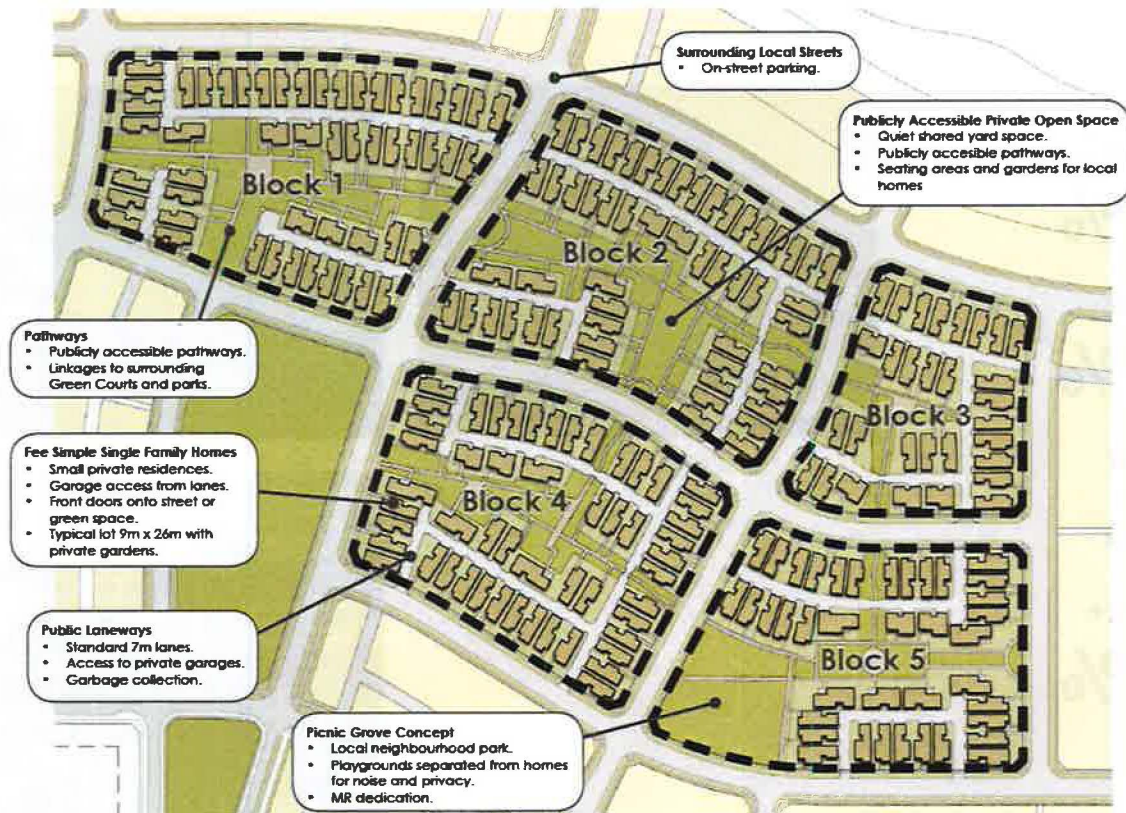 Surrounding Local Streets
• On-street parking.
Publicly Accessible Private Open Space
• Quiet shared yard space.
• Publicly accesible pathways.
• Seating areas and gardens for local
homes
Block 1
Block 2
Block 3
Block 4
Block 5
Pathways
• Publicly accessible pathways.
• Linkages to surrounding
Green Courts and parks.
Fee Simple Single Family Homes
• Small private residences.
• Garage access from lanes.
• Front doors onto street or
green space.
• Typical lot 9m x 26m with
private gardens.
Public Laneways
• Standard 7m lanes.
• Access to private garages.
• Garbage collection.
Picnic Grove Concept
• Local neighbourhood park.
• Playgrounds separated from homes
for noise and privacy.
• MR dedication.